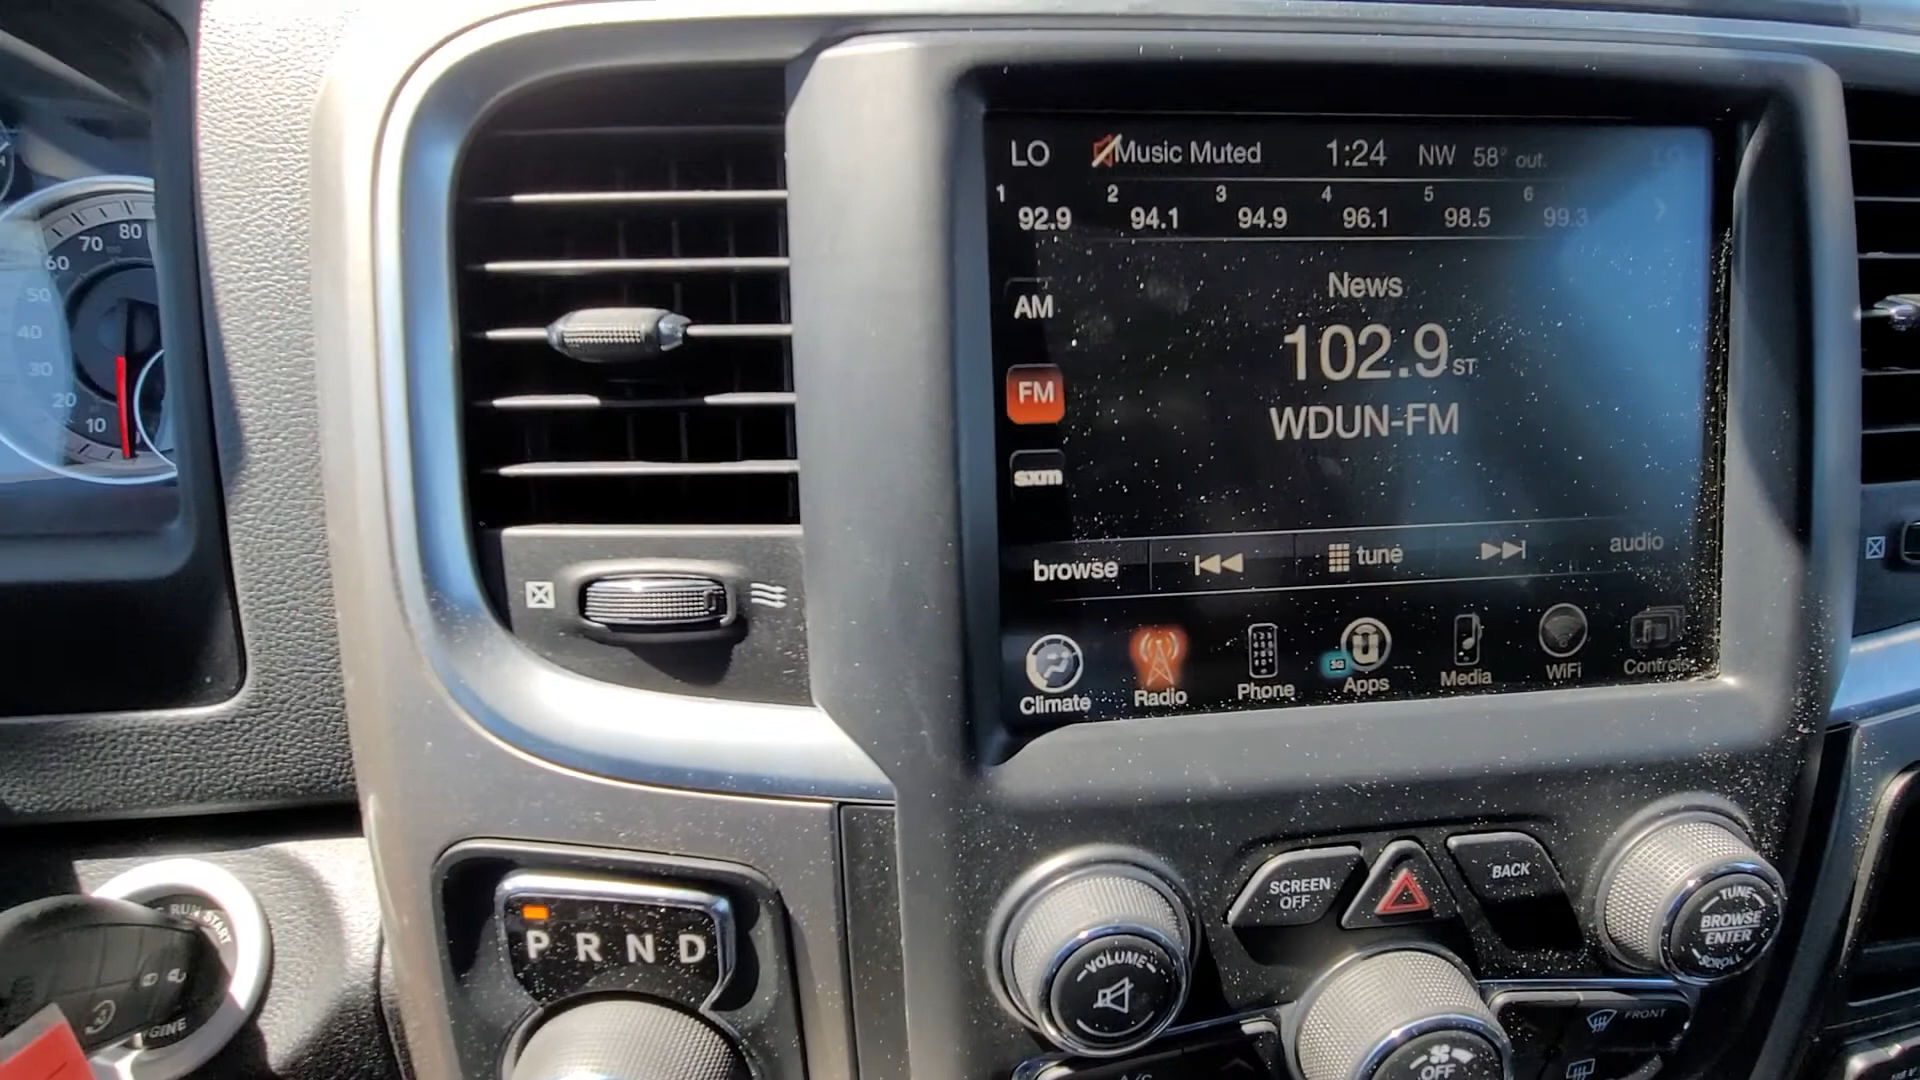 LO Music Muted 1:24 NW 58° out.
1 2 3 4 5 6
92.9 94.1 94.9 96.1 98.5 99.3
News
AM
102.9 ST
FM
WDUN-FM
sxm
browse tune audio
Climate Radio Phone Apps Media WiFi Controls
80
70
60
50
40
30
20
10
SCREEN
OFF
BACK
TUNE
BROWSE
ENTER
SCROLL
VOLUME
P R N D
RUN START
FRONT
OFF
A/C